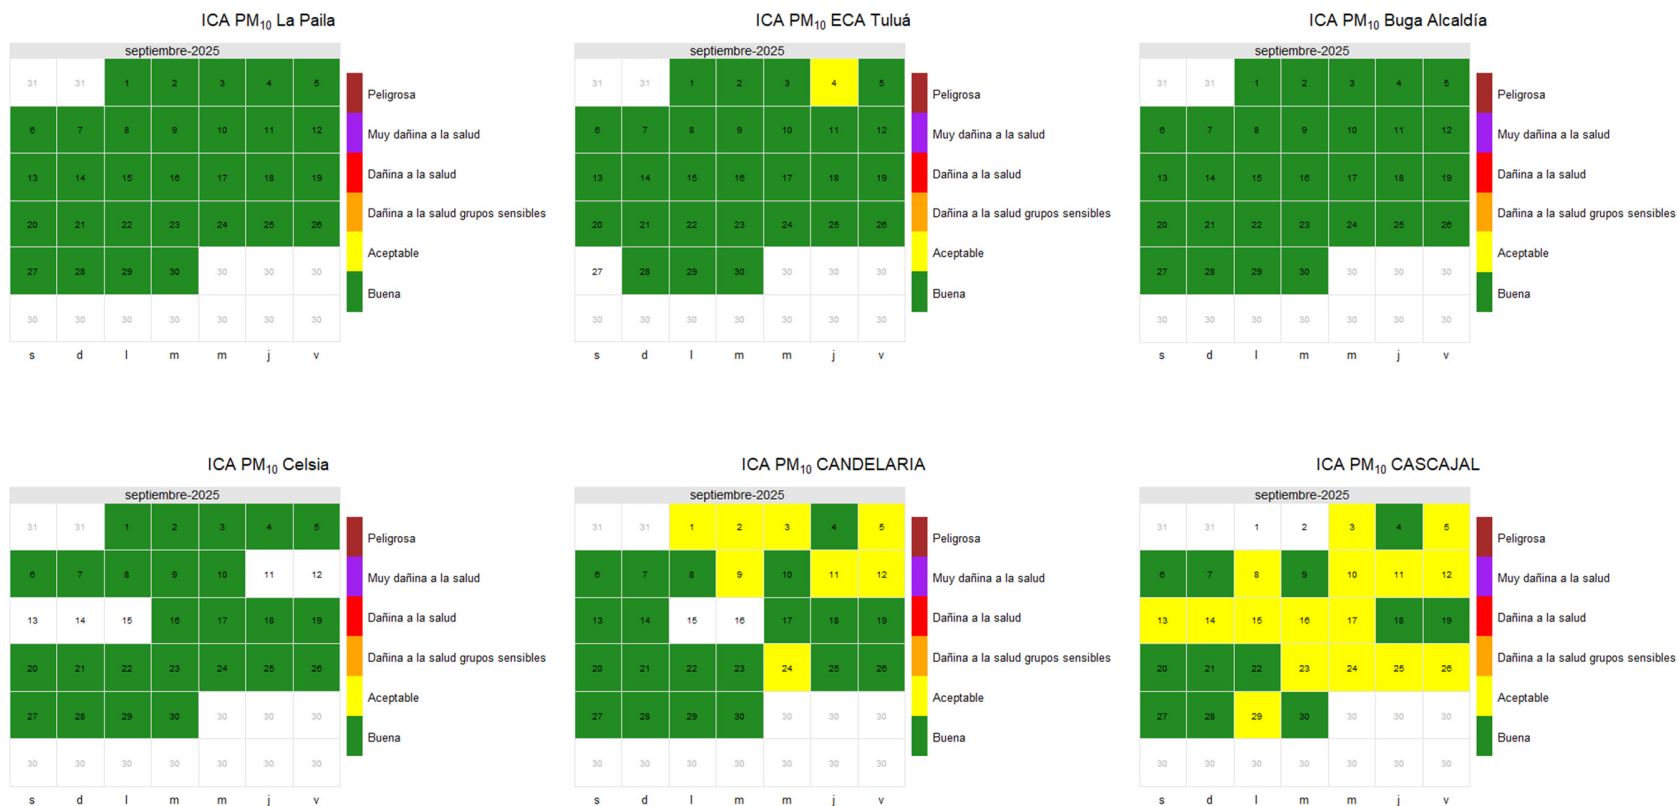 ICA PM10 La Paila
septiembre-2025
31 31 1 2 3 4 5
6 7 8 9 10 11 12
13 14 15 16 17 18 19
20 21 22 23 24 25 26
27 28 29 30 30 30 30
30 30 30 30 30 30 30
s d l m m j v
Peligrosa
Muy dañina a la salud
Dañina a la salud
Dañina a la salud grupos sensibles
Aceptable
Buena
ICA PM10 ECA Tuluá
septiembre-2025
31 31 1 2 3 4 5
6 7 8 9 10 11 12
13 14 15 16 17 18 19
20 21 22 23 24 25 26
27 28 29 30 30 30 30
30 30 30 30 30 30 30
s d l m m j v
Peligrosa
Muy dañina a la salud
Dañina a la salud
Dañina a la salud grupos sensibles
Aceptable
Buena
ICA PM10 Buga Alcaldía
septiembre-2025
31 31 1 2 3 4 5
6 7 8 9 10 11 12
13 14 15 16 17 18 19
20 21 22 23 24 25 26
27 28 29 30 30 30 30
30 30 30 30 30 30 30
s d l m m j v
Peligrosa
Muy dañina a la salud
Dañina a la salud
Dañina a la salud grupos sensibles
Aceptable
Buena
ICA PM10 Celsia
septiembre-2025
31 31 1 2 3 4 5
6 7 8 9 10 11 12
13 14 15 16 17 18 19
20 21 22 23 24 25 26
27 28 29 30 30 30 30
30 30 30 30 30 30 30
s d l m m j v
Peligrosa
Muy dañina a la salud
Dañina a la salud
Dañina a la salud grupos sensibles
Aceptable
Buena
ICA PM10 CANDELARIA
septiembre-2025
31 31 1 2 3 4 5
6 7 8 9 10 11 12
13 14 15 16 17 18 19
20 21 22 23 24 25 26
27 28 29 30 30 30 30
30 30 30 30 30 30 30
s d l m m j v
Peligrosa
Muy dañina a la salud
Dañina a la salud
Dañina a la salud grupos sensibles
Aceptable
Buena
ICA PM10 CASCAJAL
septiembre-2025
31 31 1 2 3 4 5
6 7 8 9 10 11 12
13 14 15 16 17 18 19
20 21 22 23 24 25 26
27 28 29 30 30 30 30
30 30 30 30 30 30 30
s d l m m j v
Peligrosa
Muy dañina a la salud
Dañina a la salud
Dañina a la salud grupos sensibles
Aceptable
Buena